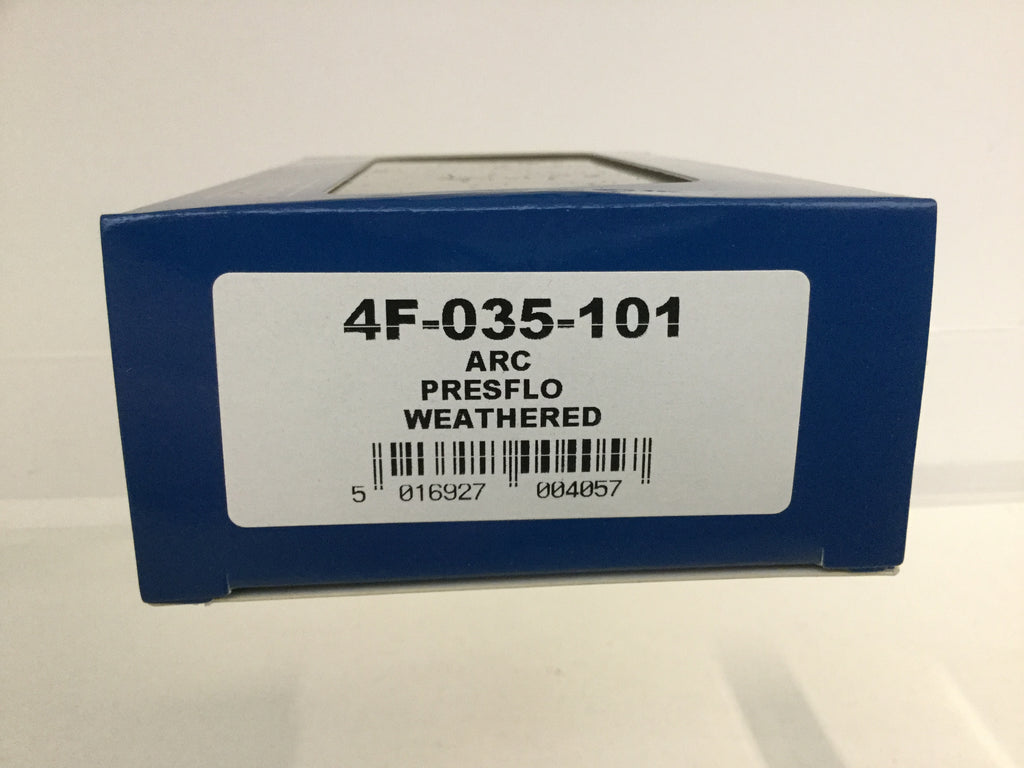 4F-035-101
ARC
PRESFLO
WEATHERED
5 016927 004057